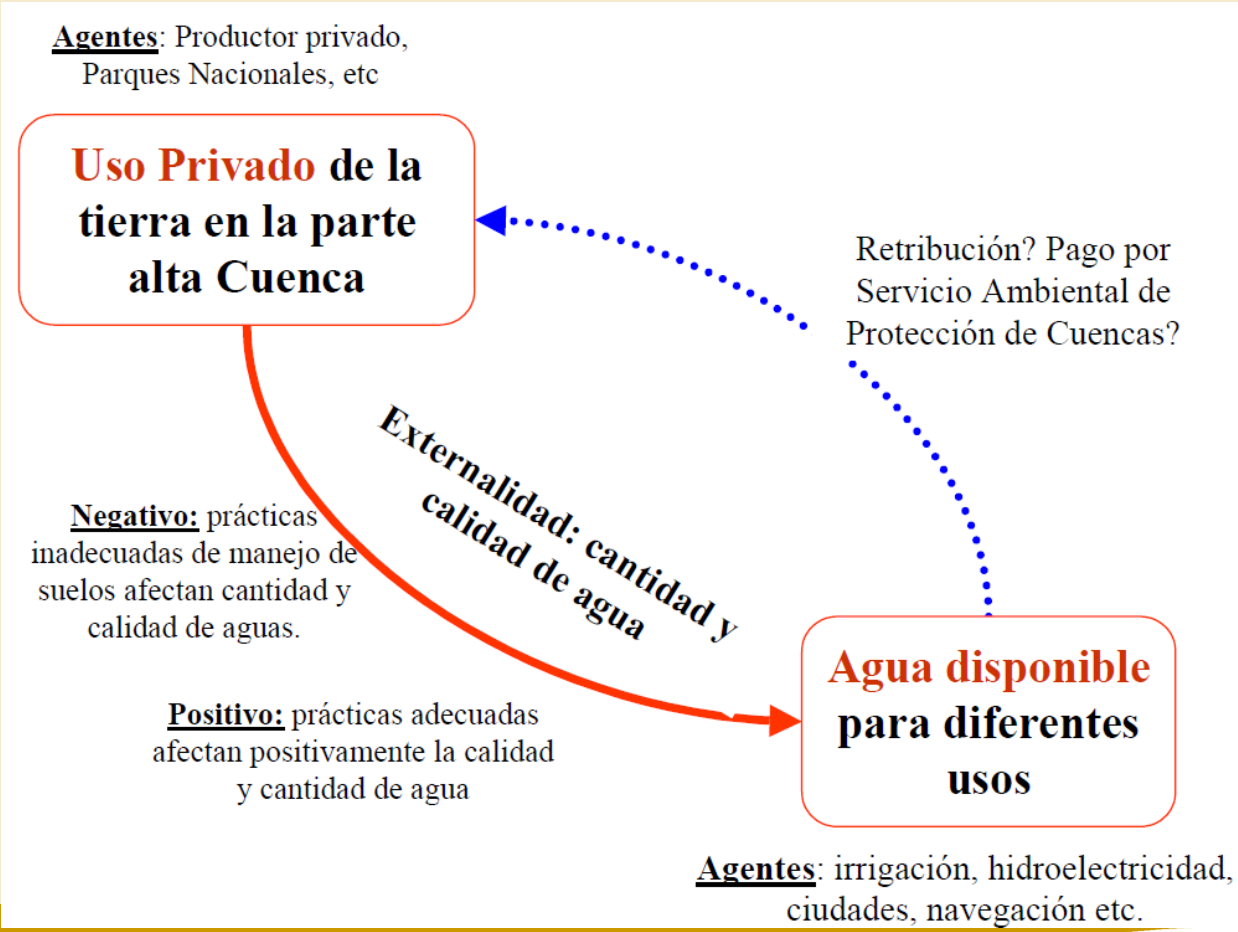 Agentes: Productor privado,
Parques Nacionales, etc
Uso Privado de la
tierra en la parte
alta Cuenca
Retribución? Pago por
Servicio Ambiental de
Protección de Cuencas?
Externalidad: cantidad y
calidad de agua
Negativo: prácticas
inadecuadas de manejo de
suelos afectan cantidad y
calidad de aguas.
Positivo: prácticas adecuadas
afectan positivamente la calidad
y cantidad de agua
Agua disponible
para diferentes
usos
Agentes: irrigación, hidroelectricidad,
ciudades, navegación etc.